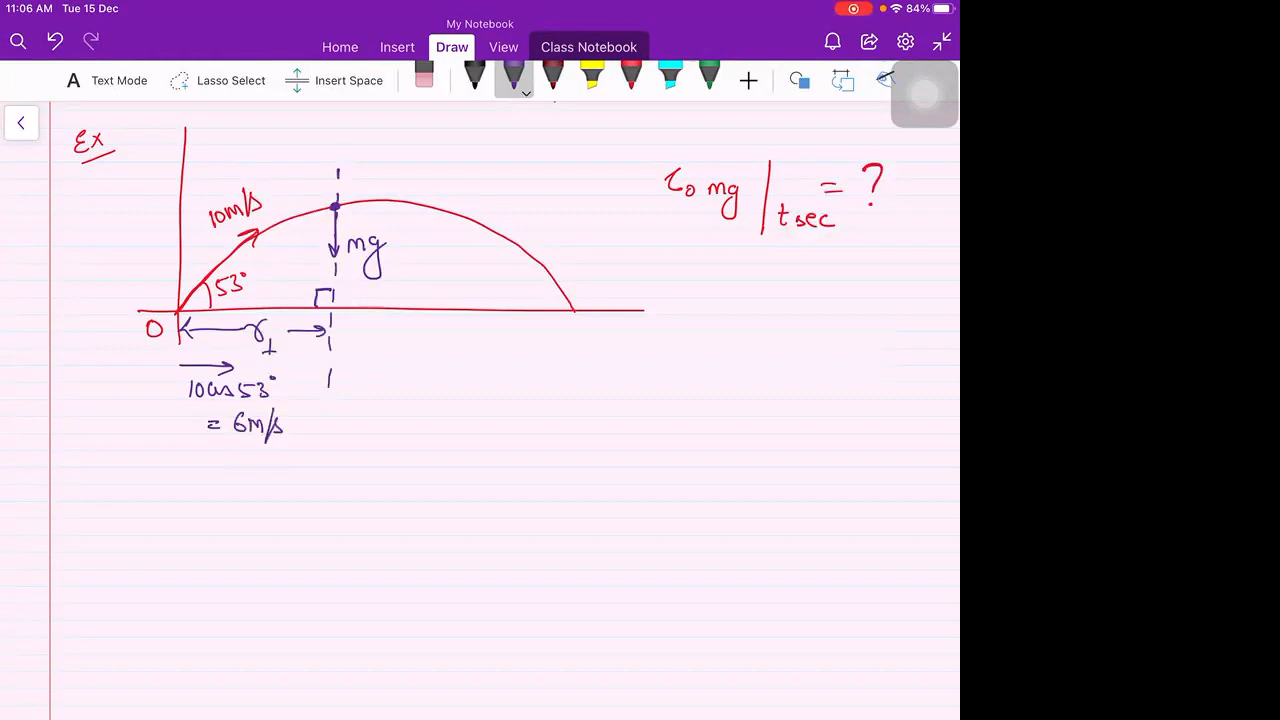 11:06 AM Tue 15 Dec
84%
My Notebook
Home Insert Draw View Class Notebook
A Text Mode Lasso Select Insert Space
Ex
10m/s
53°
mg
O
r⊥
10cos53°
= 6m/s
τ₀ mg | t sec = ?